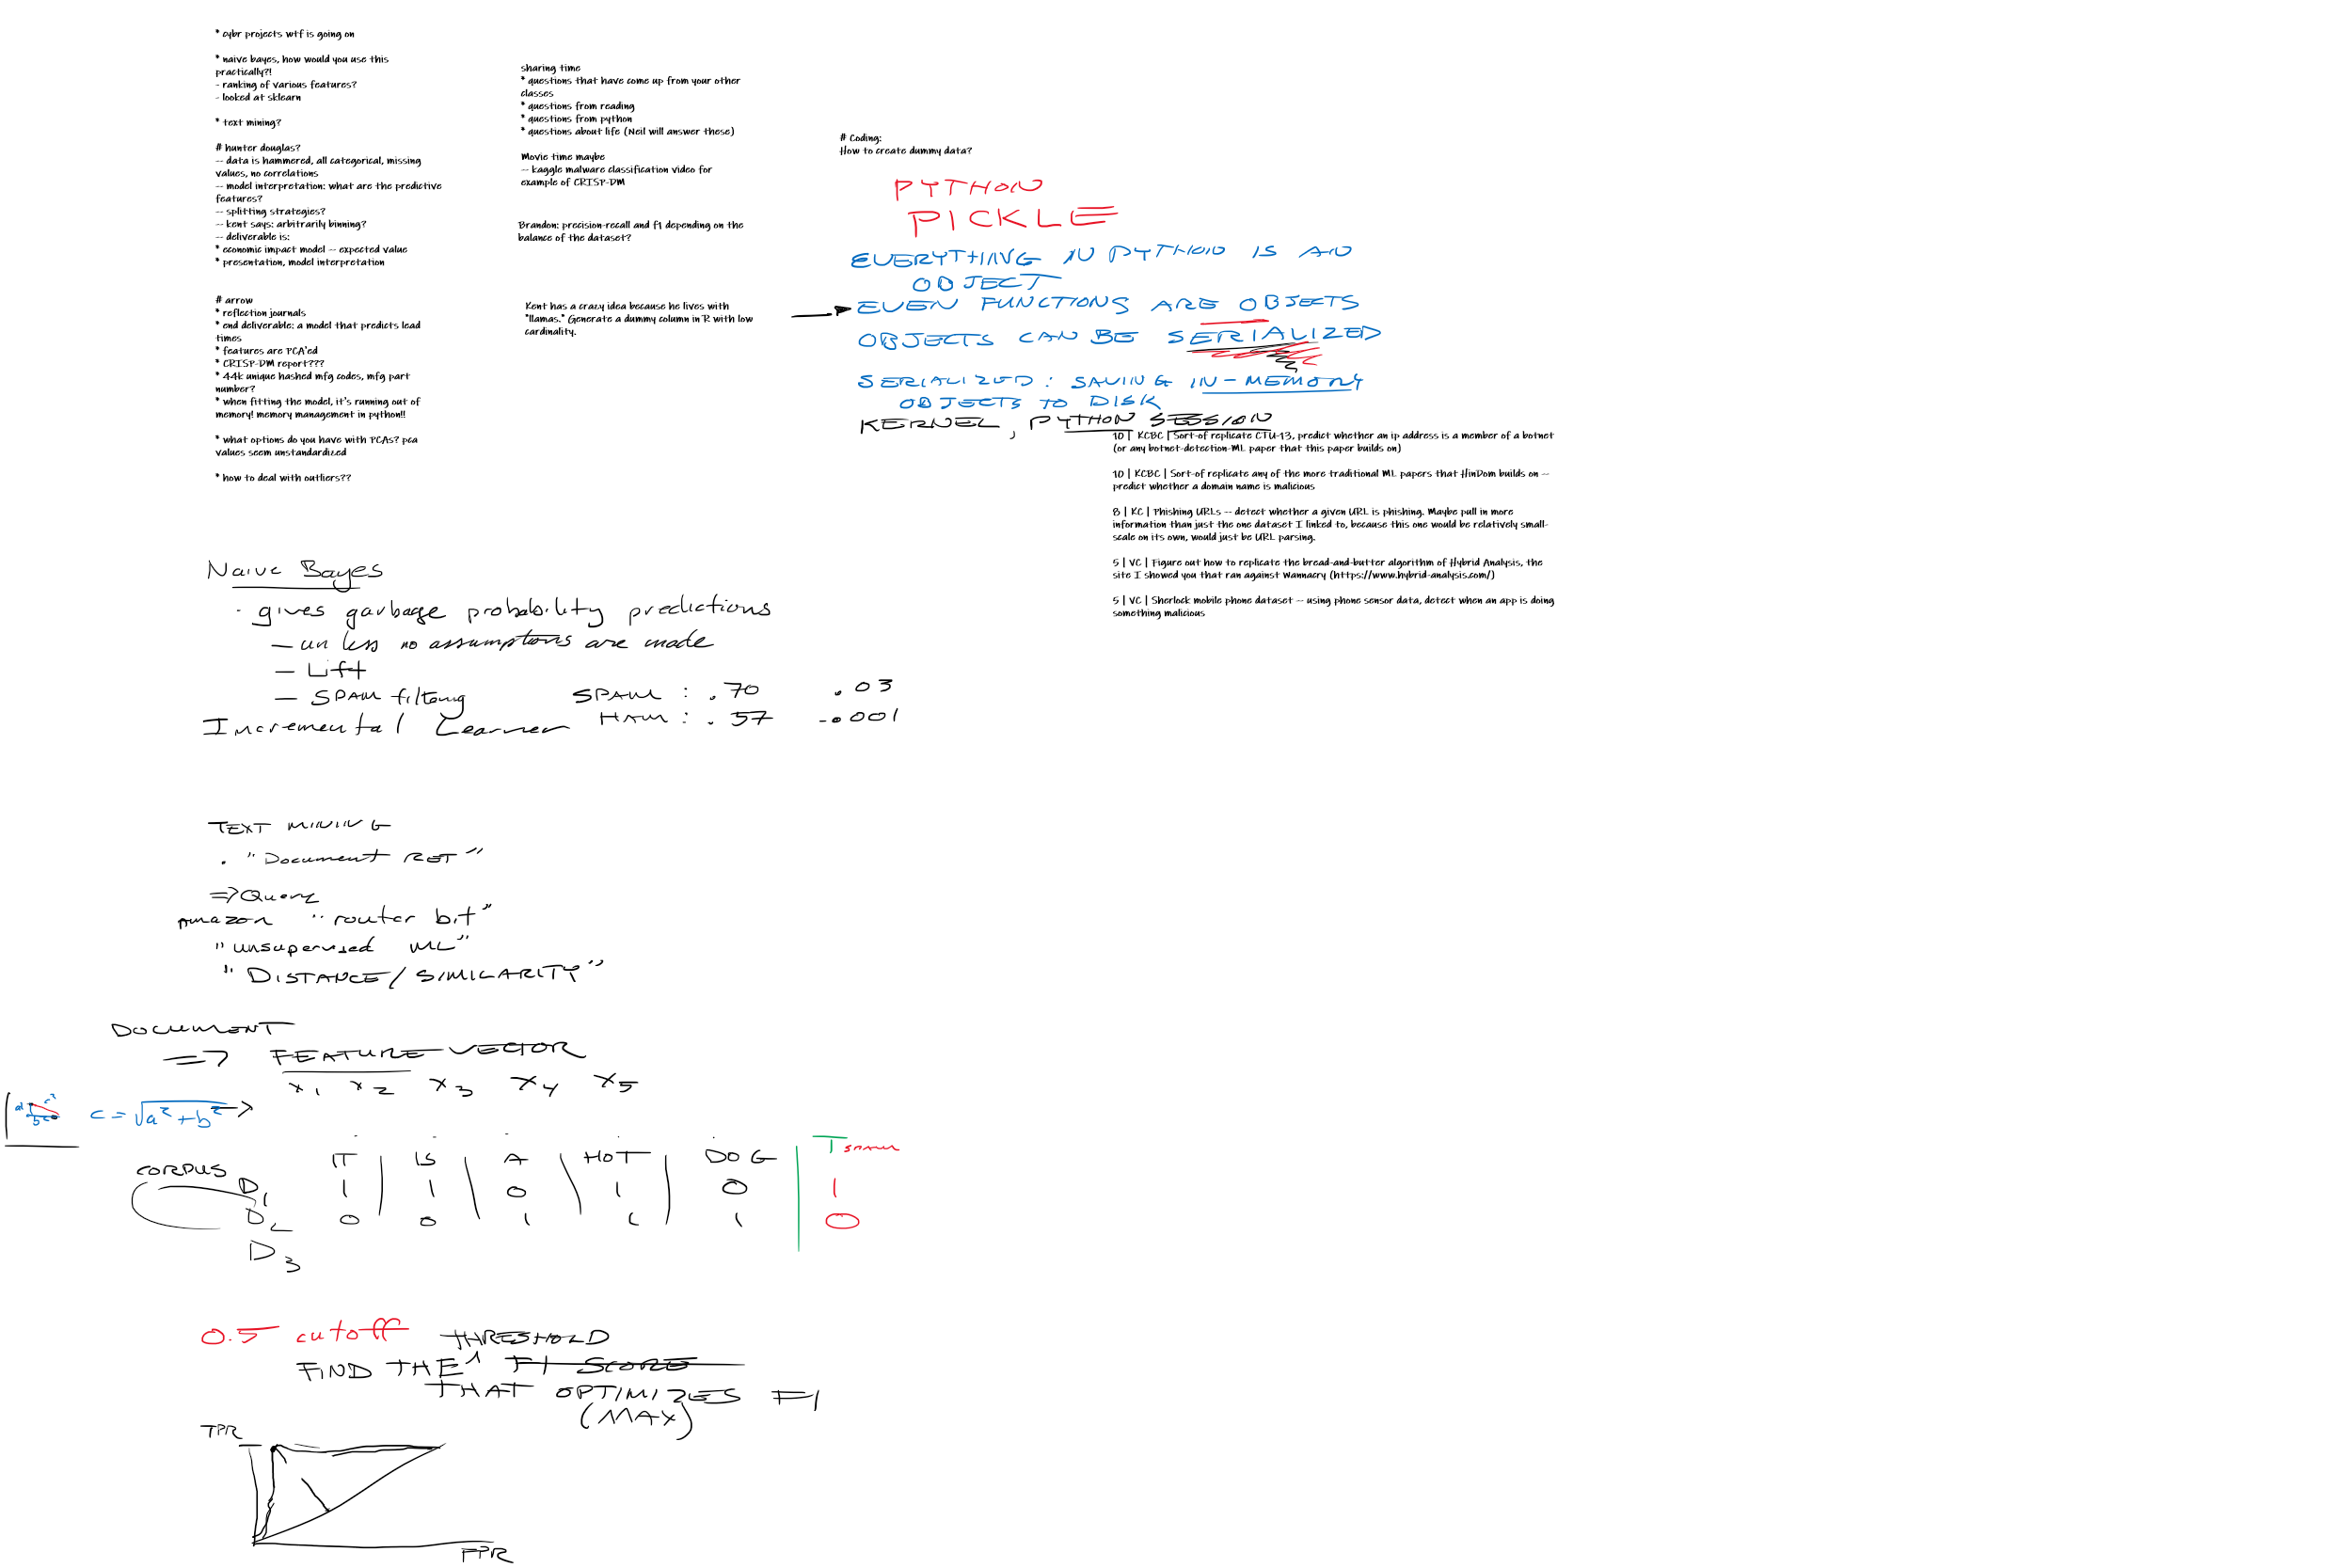 * cybr projects wtf is going on
* naive bayes, how would you use this
practically?!
- ranking of various features?
- looked at sklearn
* text mining?
# hunter douglas?
-- data is hammered, all categorical, missing
values, no correlations
-- model interpretation: what are the predictive
features?
-- splitting strategies?
-- kent says: arbitrarily binning?
-- deliverable is:
* economic impact model -- expected value
* presentation, model interpretation
# arrow
* reflection journals
* end deliverable: a model that predicts lead
times
* features are PCA'ed
* CRISP-DM report???
* 44k unique hashed mfg codes, mfg part
number?
* when fitting the model, it's running out of
memory! memory management in python!!
* what options do you have with PCAs? pca
values seem unstandardized
* how to deal with outliers??
sharing time
* questions that have come up from your other
classes
* questions from reading
* questions from python
* questions about life (Neil will answer these)
Movie time maybe
-- kaggle malware classification video for
example of CRISP-DM
Brandon: precision-recall and f1 depending on the
balance of the dataset?
Kent has a crazy idea because he lives with
"llamas." Generate a dummy column in R with low
cardinality.
# Coding:
How to create dummy data?
PYTHON
PICKLE
EVERYTHING IN PYTHON IS AN
OBJECT
EVEN FUNCTIONS ARE OBJECTS
OBJECTS CAN BE SERIALIZED
SERIALIZED: SAVING IN-MEMORY
OBJECTS TO DISK
KERNEL, PYTHON SESSION
10 | KCBC | Sort-of replicate CTU-13, predict whether an ip address is a member of a botnet
(or any botnet-detection-ML paper that this paper builds on)
10 | KCBC | Sort-of replicate any of the more traditional ML papers that HinDom builds on --
predict whether a domain name is malicious
8 | KC | Phishing URLs -- detect whether a given URL is phishing. Maybe pull in more
information than just the one dataset I linked to, because this one would be relatively small-
scale on its own, would just be URL parsing.
5 | VC | Figure out how to replicate the bread-and-butter algorithm of Hybrid Analysis, the
site I showed you that ran against Wannacry (https://www.hybrid-analysis.com/)
5 | VC | Sherlock mobile phone dataset -- using phone sensor data, detect when an app is doing
something malicious
Naive Bayes
· gives garbage probability predictions
- unless no assumptions are made
- Lift
- SPAM filtering SPAM : .70 .03
Incremental Learner HAM : .57 .001
TEXT MINING
. "Document RET"
=> Query
Amazon "router bit"
"unsupervised ML"
"DISTANCE/SIMILARITY"
DOCUMENT
=> FEATURE VECTOR
x1 x2 x3 x4 x5
a b c c = √a²+b²
IT | IS | A | HOT | DOG | T SPAM
CORPUS
D1 1 1 0 1 0 1
D2 0 0 1 1 1 0
D3
0.5 cutoff THRESHOLD
FIND THE ^ F1 SCORE
THAT OPTIMIZES F1
(MAX)
TPR
FPR